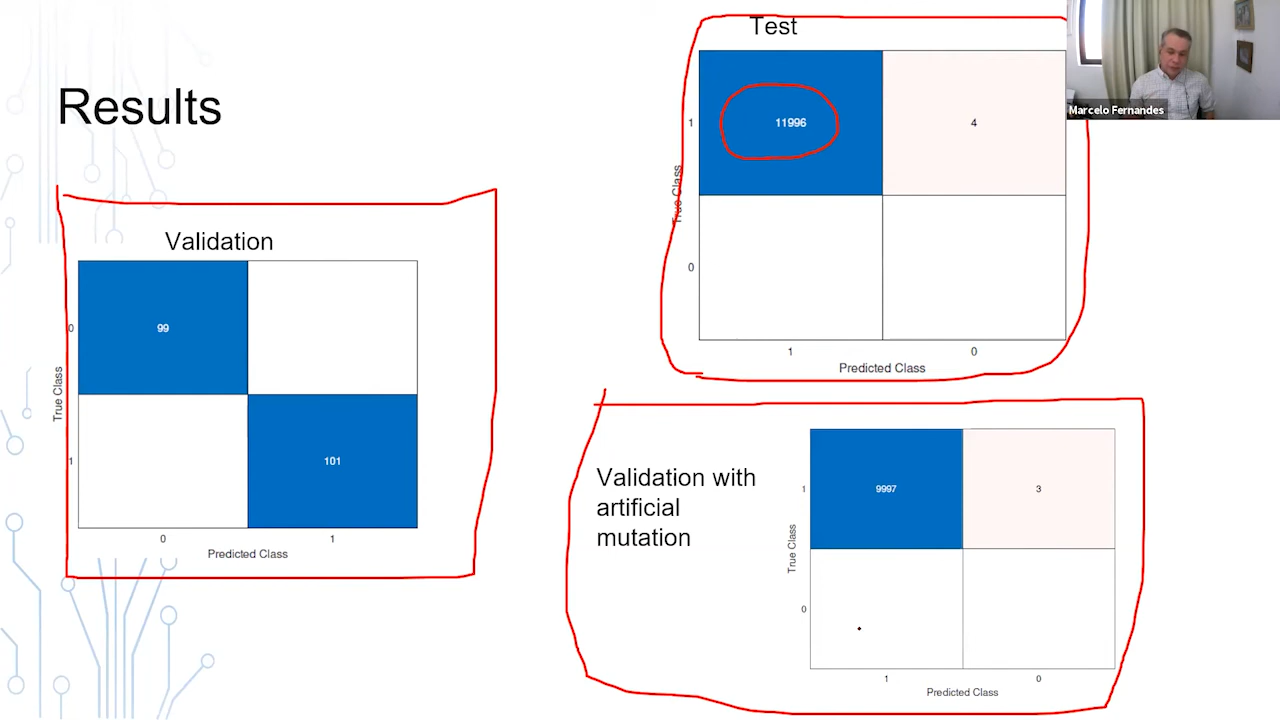 Results
Validation
0
99
1
101
True Class
0
1
Predicted Class
Test
1
11996
4
0
True Class
1
0
Predicted Class
Marcelo Fernandes
Validation with
artificial
mutation
1
9997
3
0
True Class
1
0
Predicted Class